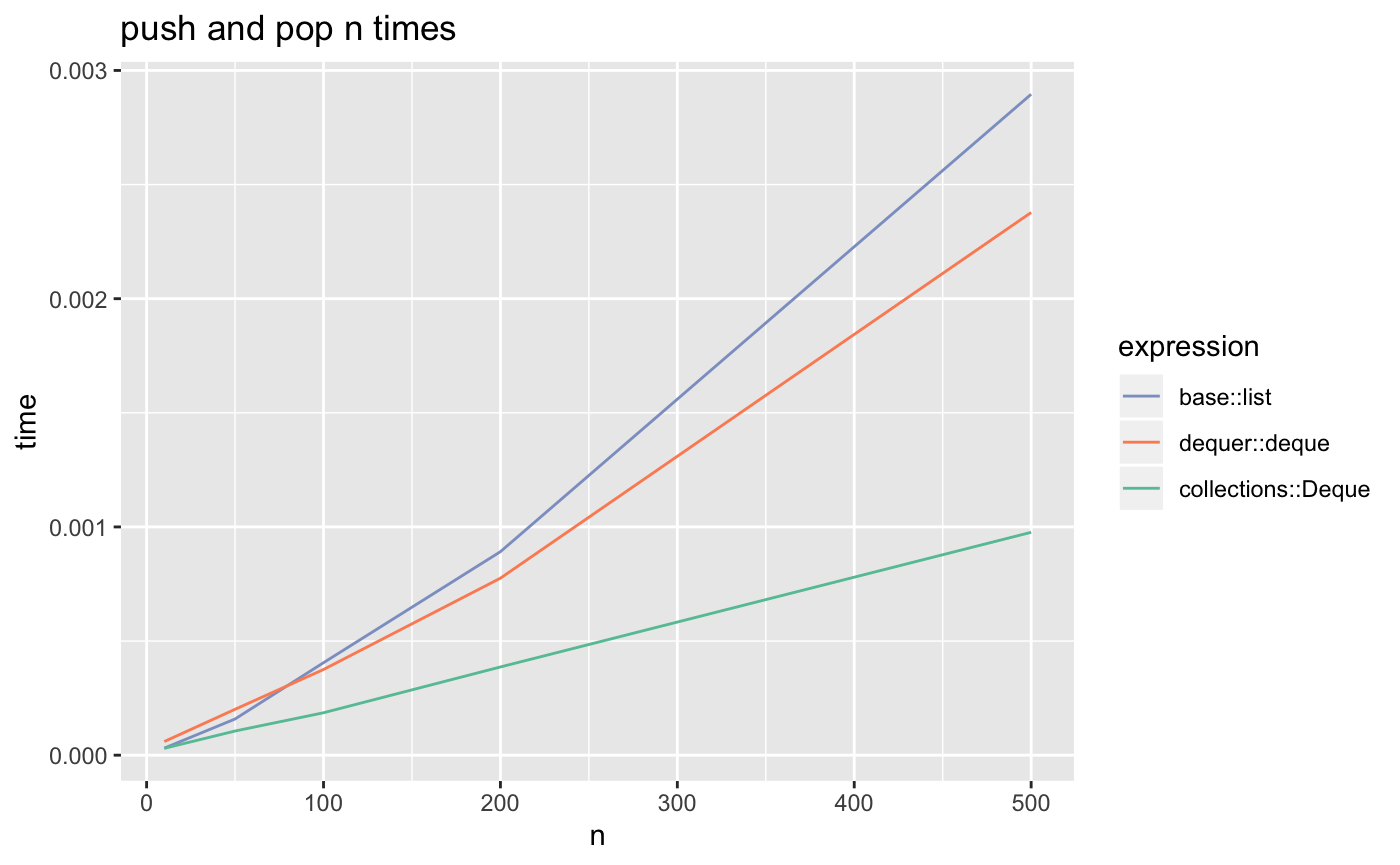 push and pop n times
0.003
0.002
0.001
0.000
time
0 100 200 300 400 500
n
expression
base::list
dequer::deque
collections::Deque